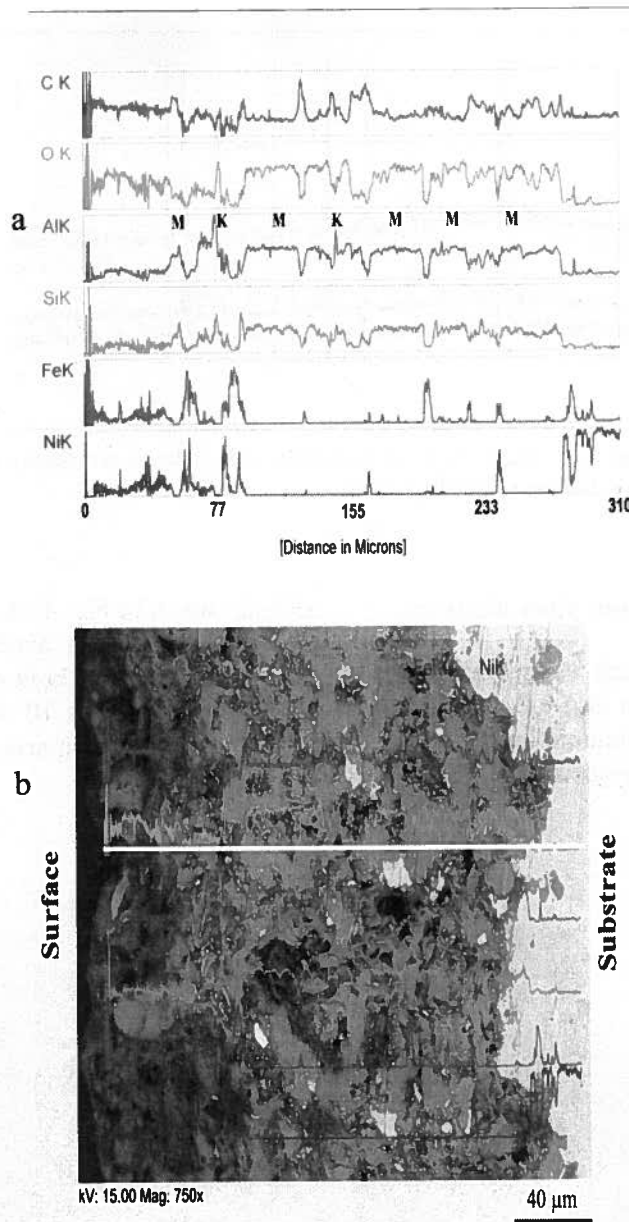 C K
O K
a
M K M K M M M
AlK
SiK
FeK
NiK
0 77 155 233 310
[Distance in Microns]
NiK
b
Surface
Substrate
kV: 15.00 Mag: 750x
40 µm